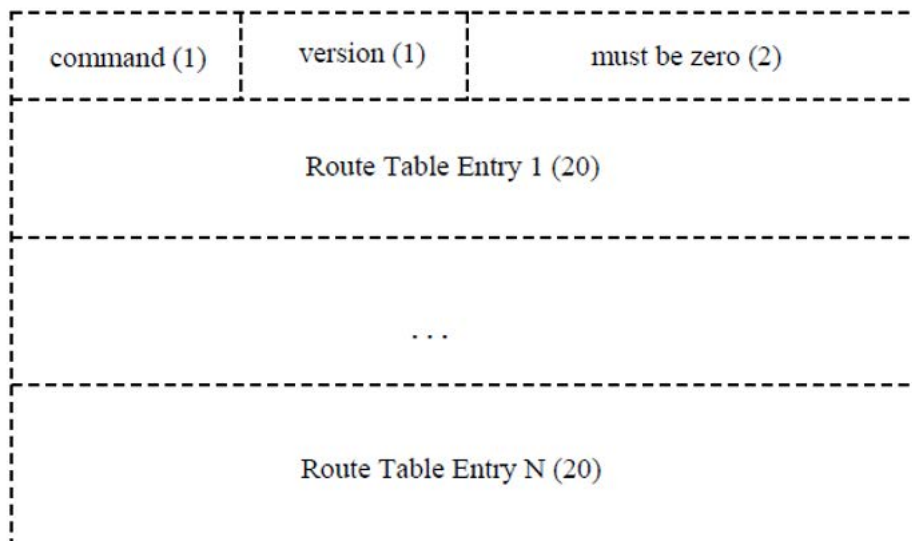 command (1) version (1) must be zero (2)
Route Table Entry 1 (20)
...
Route Table Entry N (20)